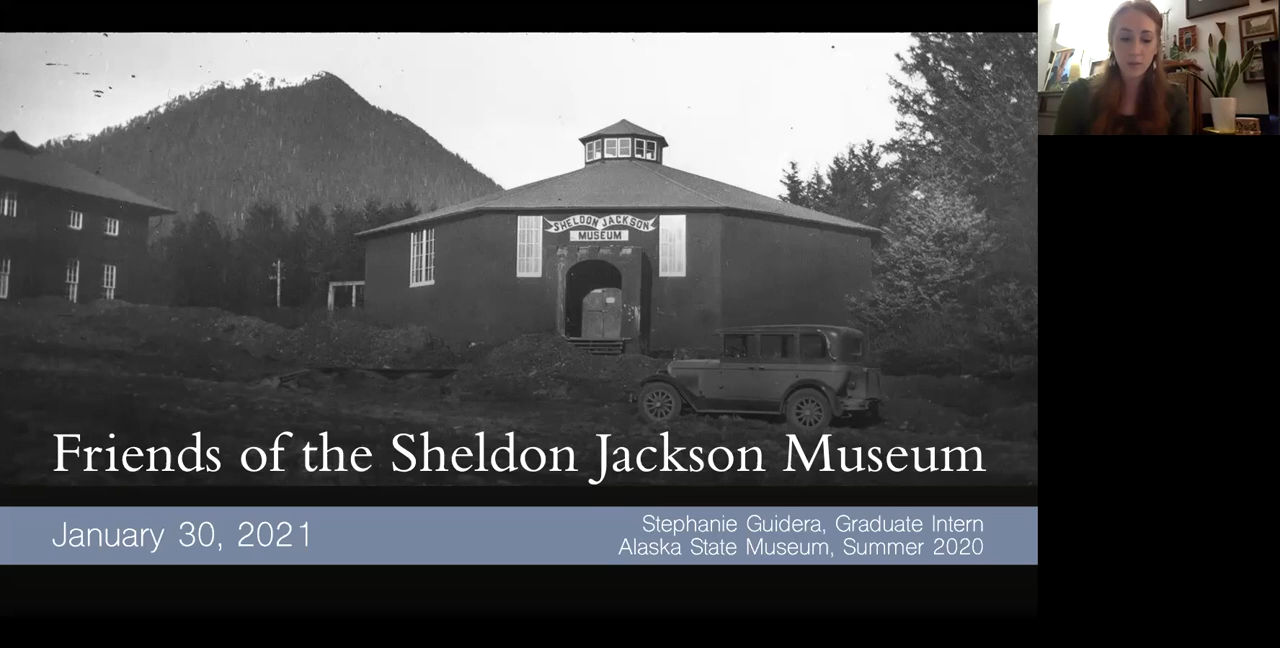 SHELDON JACKSON
MUSEUM
Friends of the Sheldon Jackson Museum
January 30, 2021
Stephanie Guidera, Graduate Intern
Alaska State Museum, Summer 2020